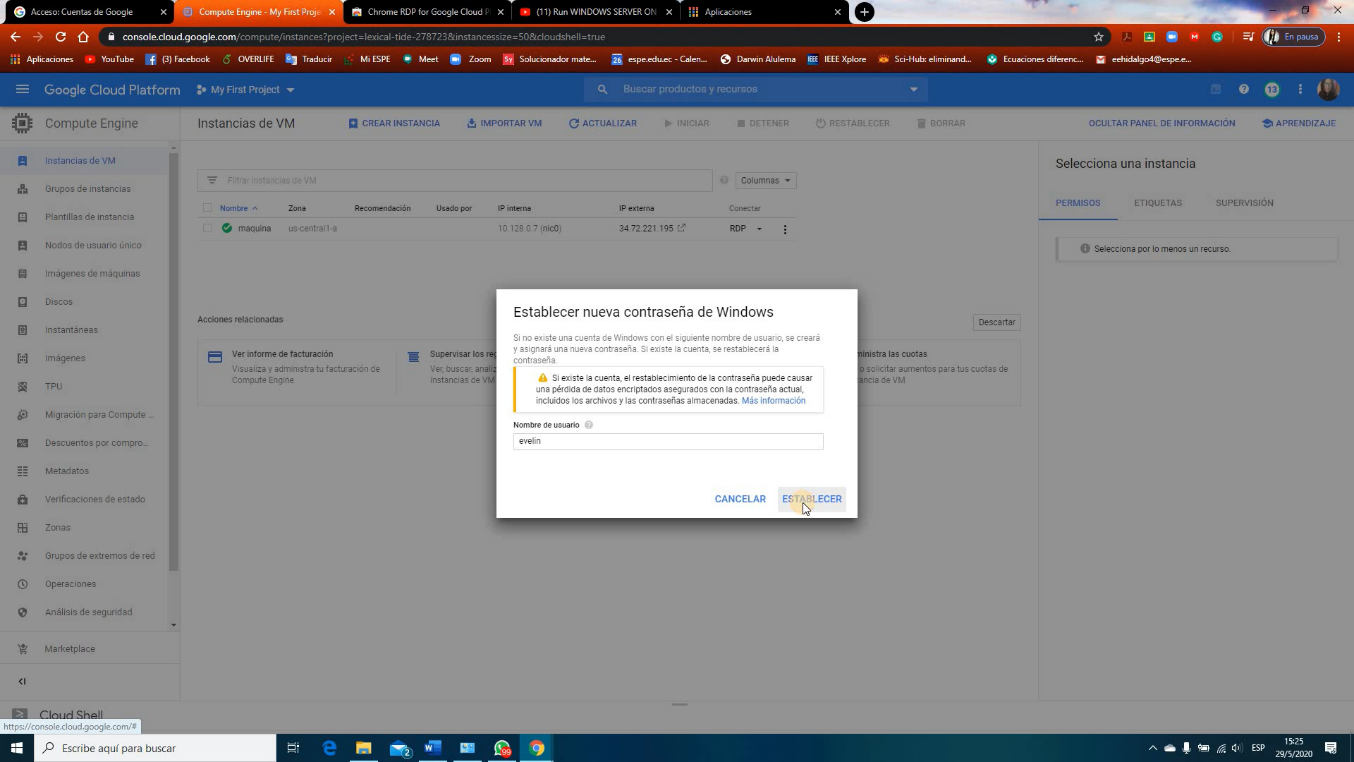 Acceso: Cuentas de Google
Compute Engine - My First Proje
Chrome RDP for Google Cloud P
(11) Run WINDOWS SERVER ON
Aplicaciones
console.cloud.google.com/compute/instances?project=lexical-tide-278723&instancessize=50&cloudshell=true
En pausa
Aplicaciones
YouTube
(3) Facebook
OVERLIFE
Traducir
Mi ESPE
Meet
Zoom
Solucionador mate...
espe.edu.ec - Calen...
Darwin Alulema
IEEE Xplore
Sci-Hub: eliminand...
Ecuaciones diferenc...
eehidalgo4@espe.e...
Google Cloud Platform
My First Project
Buscar productos y recursos
13
Compute Engine
Instancias de VM
CREAR INSTANCIA
IMPORTAR VM
ACTUALIZAR
INICIAR
DETENER
RESTABLECER
BORRAR
OCULTAR PANEL DE INFORMACIÓN
APRENDIZAJE
Instancias de VM
Grupos de instancias
Plantillas de instancia
Nodos de usuario único
Imágenes de máquinas
Discos
Instantáneas
Imágenes
TPU
Migración para Compute ...
Descuentos por compro...
Metadatos
Verificaciones de estado
Zonas
Grupos de extremos de red
Operaciones
Análisis de seguridad
Marketplace
Filtrar instancias de VM
Columnas
Nombre
Zona
Recomendación
Usado por
IP interna
IP externa
Conectar
maquina
us-central1-a
10.128.0.7 (nic0)
34.72.221.195
RDP
Acciones relacionadas
Descartar
Ver informe de facturación
Visualiza y administra tu facturación de
Compute Engine
Supervisar los re
Ver, buscar, analiz
instancias de VM
ministra las cuotas
o solicitar aumentos para tus cuotas de
tancia de VM
Selecciona una instancia
PERMISOS
ETIQUETAS
SUPERVISIÓN
Selecciona por lo menos un recurso.
Establecer nueva contraseña de Windows
Si no existe una cuenta de Windows con el siguiente nombre de usuario, se creará
y asignará una nueva contraseña. Si existe la cuenta, se restablecerá la
contraseña.
Si existe la cuenta, el restablecimiento de la contraseña puede causar
una pérdida de datos encriptados asegurados con la contraseña actual,
incluidos los archivos y las contraseñas almacenadas. Más información
Nombre de usuario
evelin
CANCELAR
ESTABLECER
Cloud Shell
https://console.cloud.google.com/#
Escribe aquí para buscar
2
99
ESP
15:25
29/5/2020